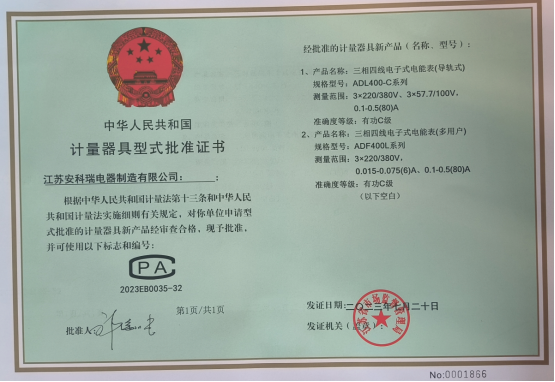 中华人民共和国
计量器具型式批准证书
江苏安科瑞电器制造有限公司：
根据中华人民共和国计量法第十三条和中华人民
共和国计量法实施细则有关规定，对你单位申请型
式批准的计量器具新产品经审查合格，现予批准，
并可使用以下标志和编号：
CPA
2023EB0035-32
第1页/共1页
批准人
经批准的计量器具新产品（名称、型号）：
1、产品名称：三相四线电子式电能表(导轨式)
规格型号：ADL400-C系列
测量范围：3×220/380V、3×57.7/100V，
0.1-0.5(80)A
准确度等级：有功C级
2、产品名称：三相四线电子式电能表(多用户)
规格型号：ADF400L系列
测量范围：3×220/380V，
0.015-0.075(6)A、0.1-0.5(80)A
准确度等级：有功C级
（以下空白）
发证日期：二〇二三年七月二十日
发证机关（盖章）：
No:0001866